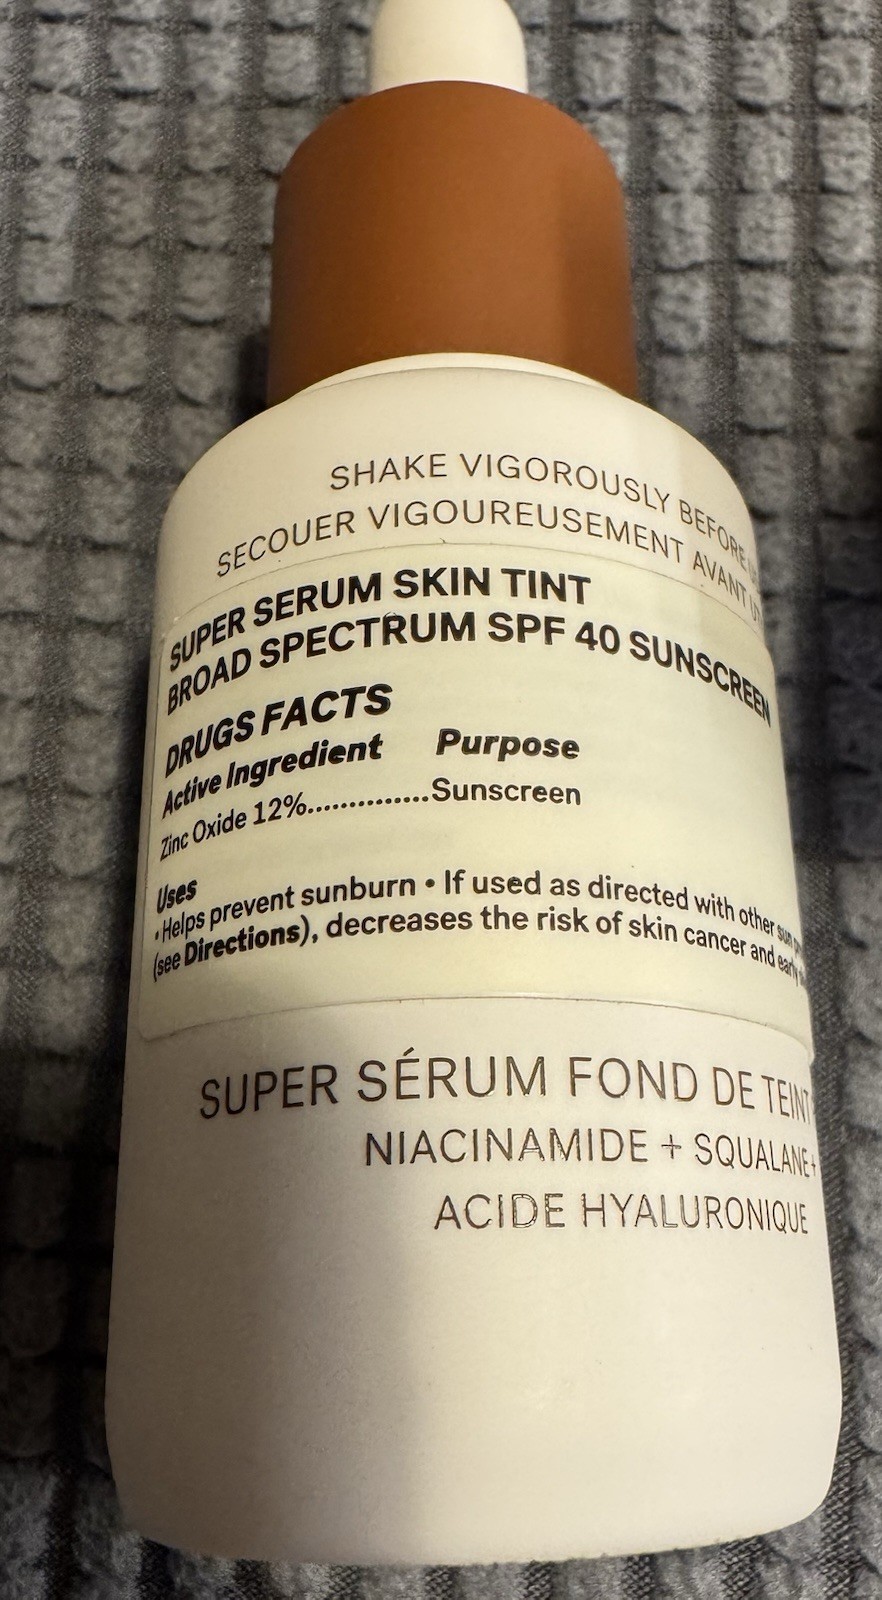 SHAKE VIGOROUSLY BEFORE
SECOUER VIGOUREUSEMENT AVANT
SUPER SERUM SKIN TINT
BROAD SPECTRUM SPF 40 SUNSCREEN
DRUGS FACTS
Active Ingredient Purpose
Zinc Oxide 12%..............Sunscreen
Uses
• Helps prevent sunburn • If used as directed with other sun
(see Directions), decreases the risk of skin cancer and early
SUPER SÉRUM FOND DE TEINT
NIACINAMIDE + SQUALANE+
ACIDE HYALURONIQUE